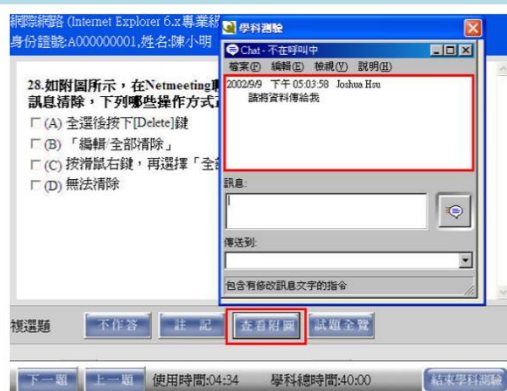 網際網路 (Internet Explorer 6.x專業級
身份證號:A000000001,姓名:陳小明
28.如附圖所示,在Netmeeting
訊息清除,下列哪些操作方式正
(A) 全選後按下[Delete]鍵
(B) 「編輯/全部清除」
(C) 按滑鼠右鍵,再選擇「全
(D) 無法清除
學科測驗
Chat - 不在呼叫中
檔案(F) 編輯(E) 檢視(V) 說明(H)
2002/9/9 下午 05:03:58 Joshua Hsu
請將資料傳給我
訊息:
傳送到:
包含有修改訊息文字的指令
複選題 不作答 註 記 查看附圖 試題全覽
下一題 上一題 使用時間:04:34 學科總時間:40:00 結束學科測驗